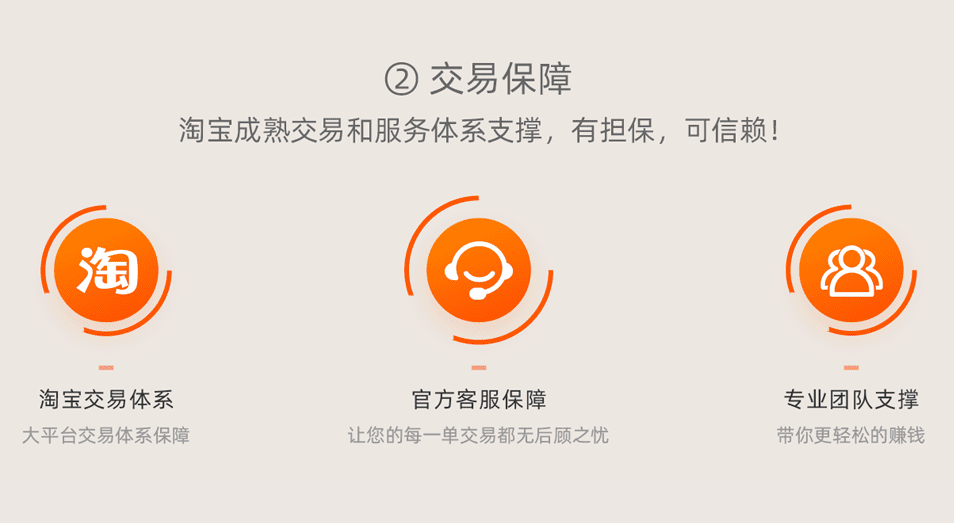 ② 交易保障
淘宝成熟交易和服务体系支撑，有担保，可信赖！
淘
淘宝交易体系
大平台交易体系保障
官方客服保障
让您的每一单交易都无后顾之忧
专业团队支撑
带你更轻松的赚钱